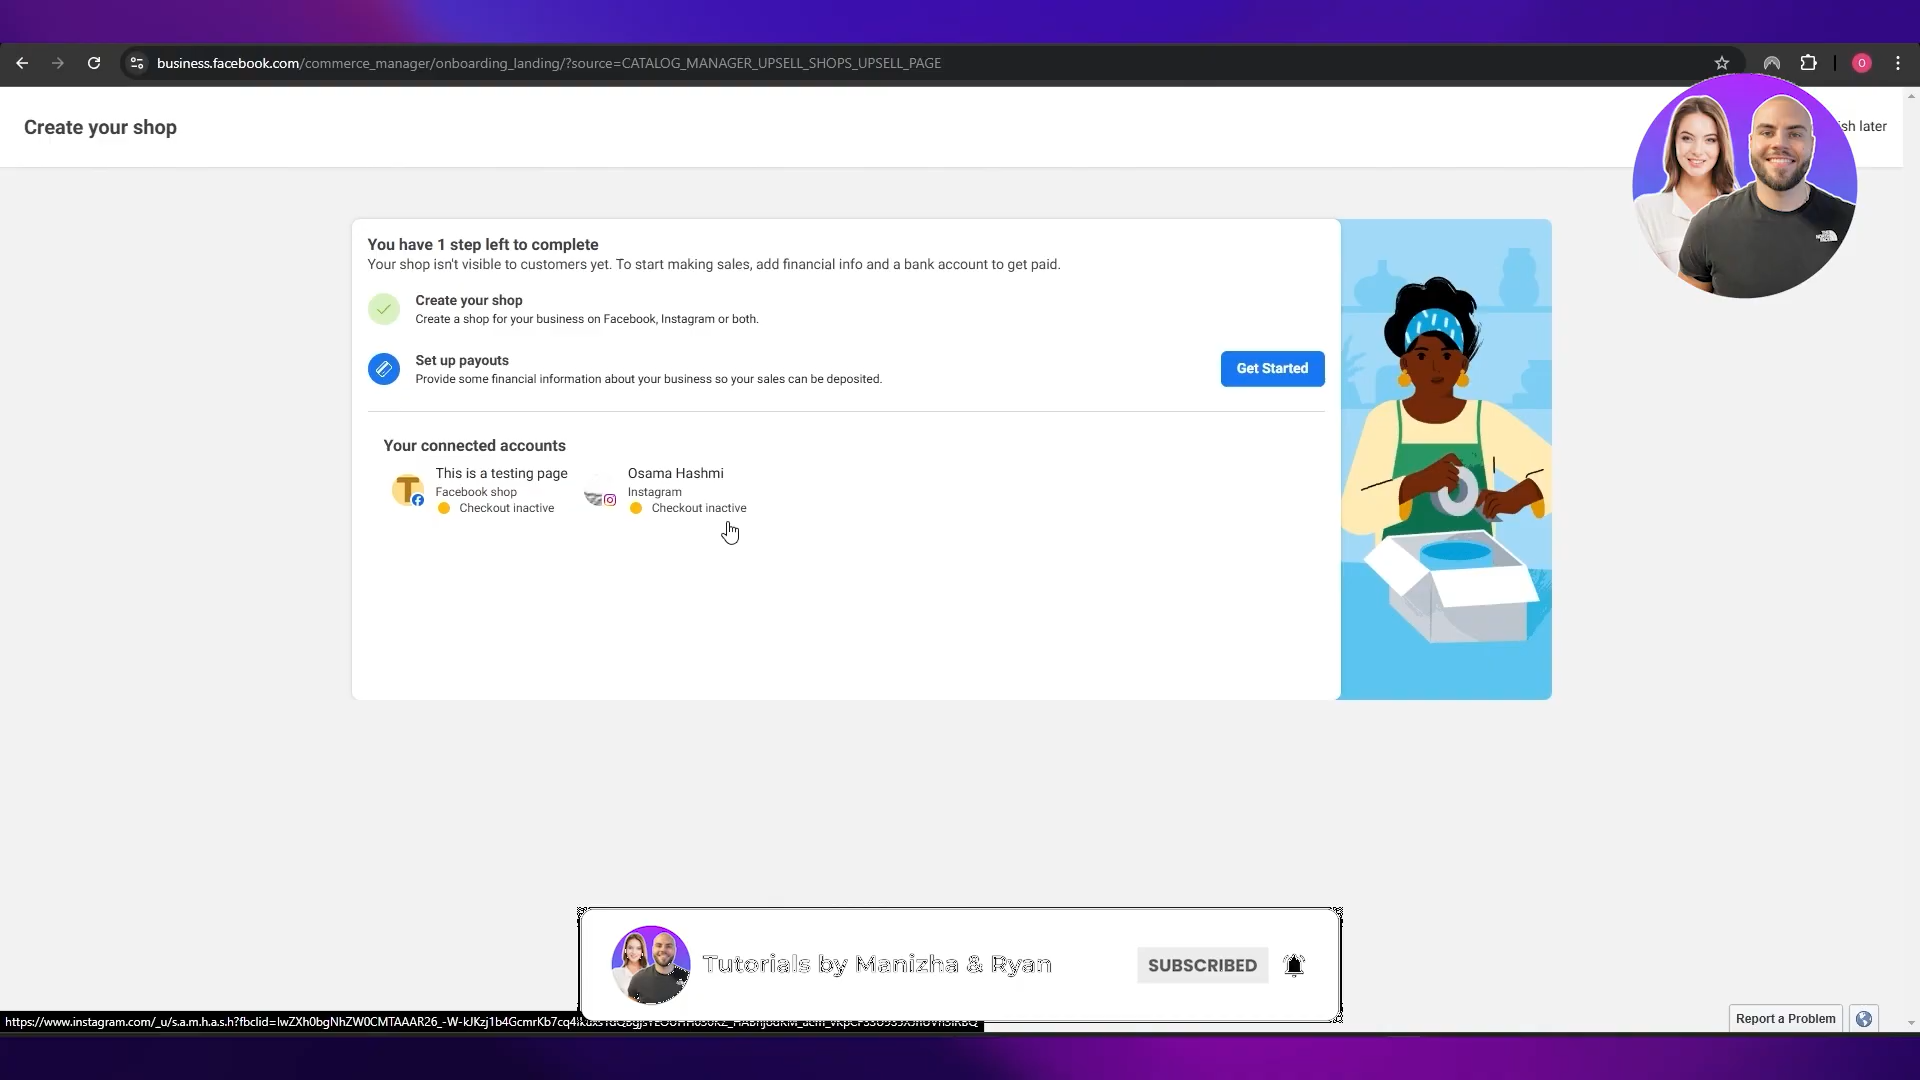 business.facebook.com/commerce_manager/onboarding_landing/?source=CATALOG_MANAGER_UPSELL_SHOPS_UPSELL_PAGE
O
Create your shop
sh later
You have 1 step left to complete
Your shop isn't visible to customers yet. To start making sales, add financial info and a bank account to get paid.
Create your shop
Create a shop for your business on Facebook, Instagram or both.
Set up payouts
Provide some financial information about your business so your sales can be deposited.
Get Started
Your connected accounts
T
This is a testing page
Facebook shop
Checkout inactive
Osama Hashmi
Instagram
Checkout inactive
Tutorials by Manizha & Ryan
SUBSCRIBED
Report a Problem